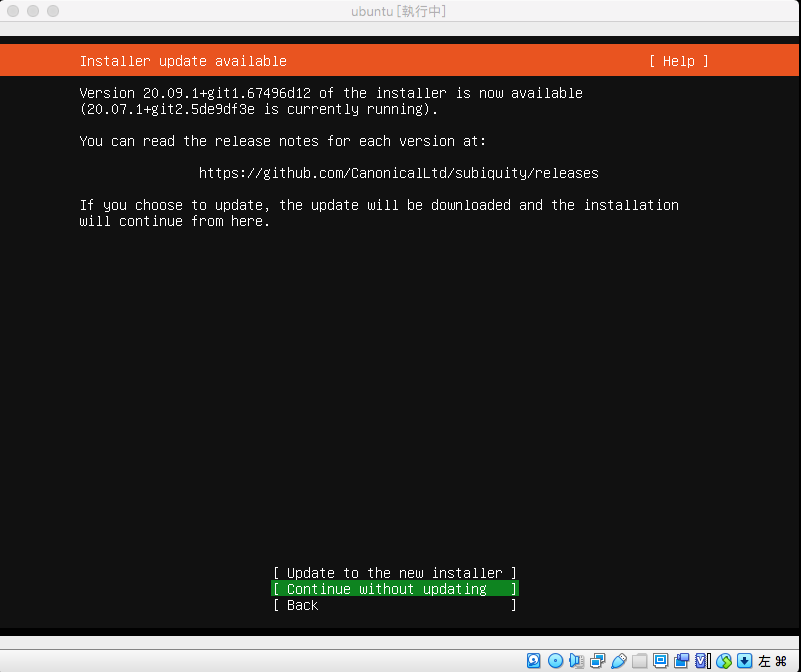 ubuntu [執行中]
Installer update available [ Help ]
Version 20.09.1+git1.67496d12 of the installer is now available
(20.07.1+git2.5de9df3e is currently running).
You can read the release notes for each version at:
https://github.com/CanonicalLtd/subiquity/releases
If you choose to update, the update will be downloaded and the installation
will continue from here.
[ Update to the new installer ]
[ Continue without updating ]
[ Back ]
左 ⌘